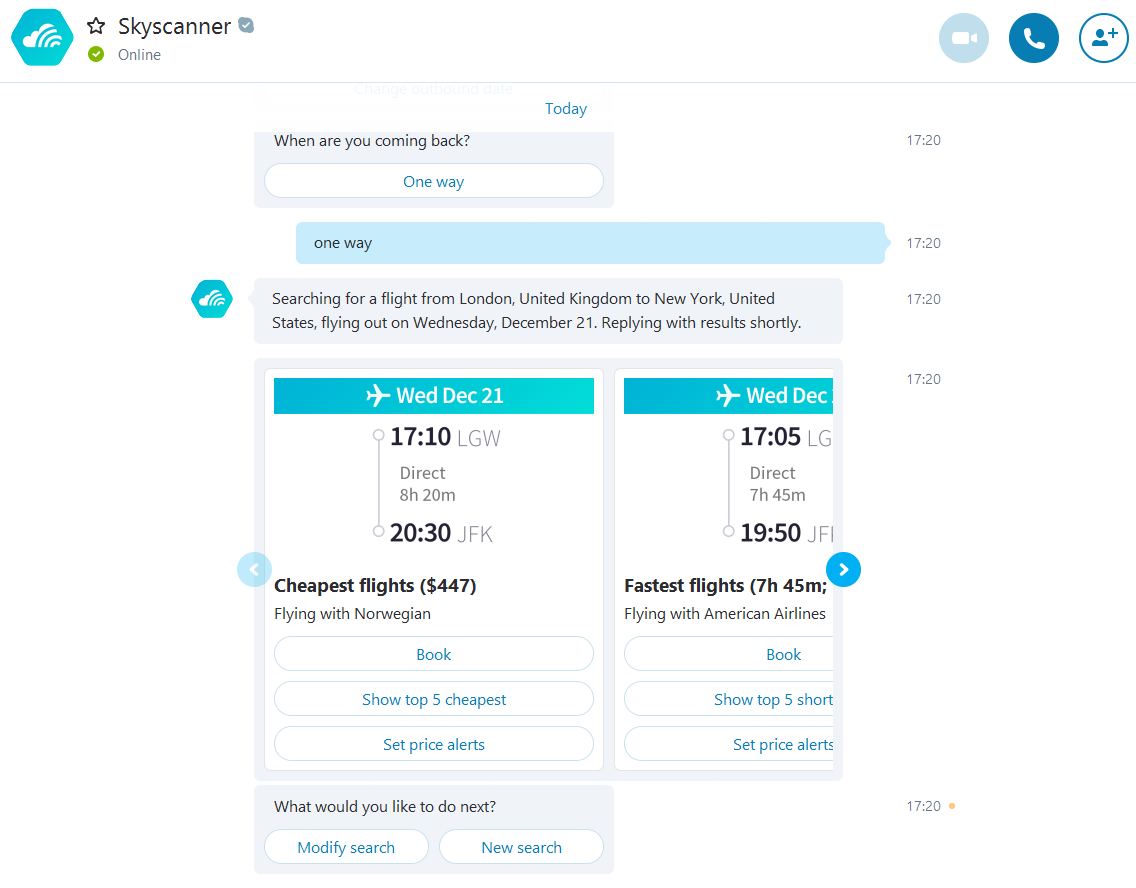 Skyscanner
Online
Change outbound date
Today
When are you coming back?
17:20
One way
one way
17:20
Searching for a flight from London, United Kingdom to New York, United
States, flying out on Wednesday, December 21. Replying with results shortly.
17:20
17:20
Wed Dec 21
17:10 LGW
Direct
8h 20m
20:30 JFK
Cheapest flights ($447)
Flying with Norwegian
Book
Show top 5 cheapest
Set price alerts
Wed Dec
17:05 LG
Direct
7h 45m
19:50 JF
Fastest flights (7h 45m;
Flying with American Airlines
Book
Show top 5 short
Set price alerts
What would you like to do next?
17:20
Modify search
New search